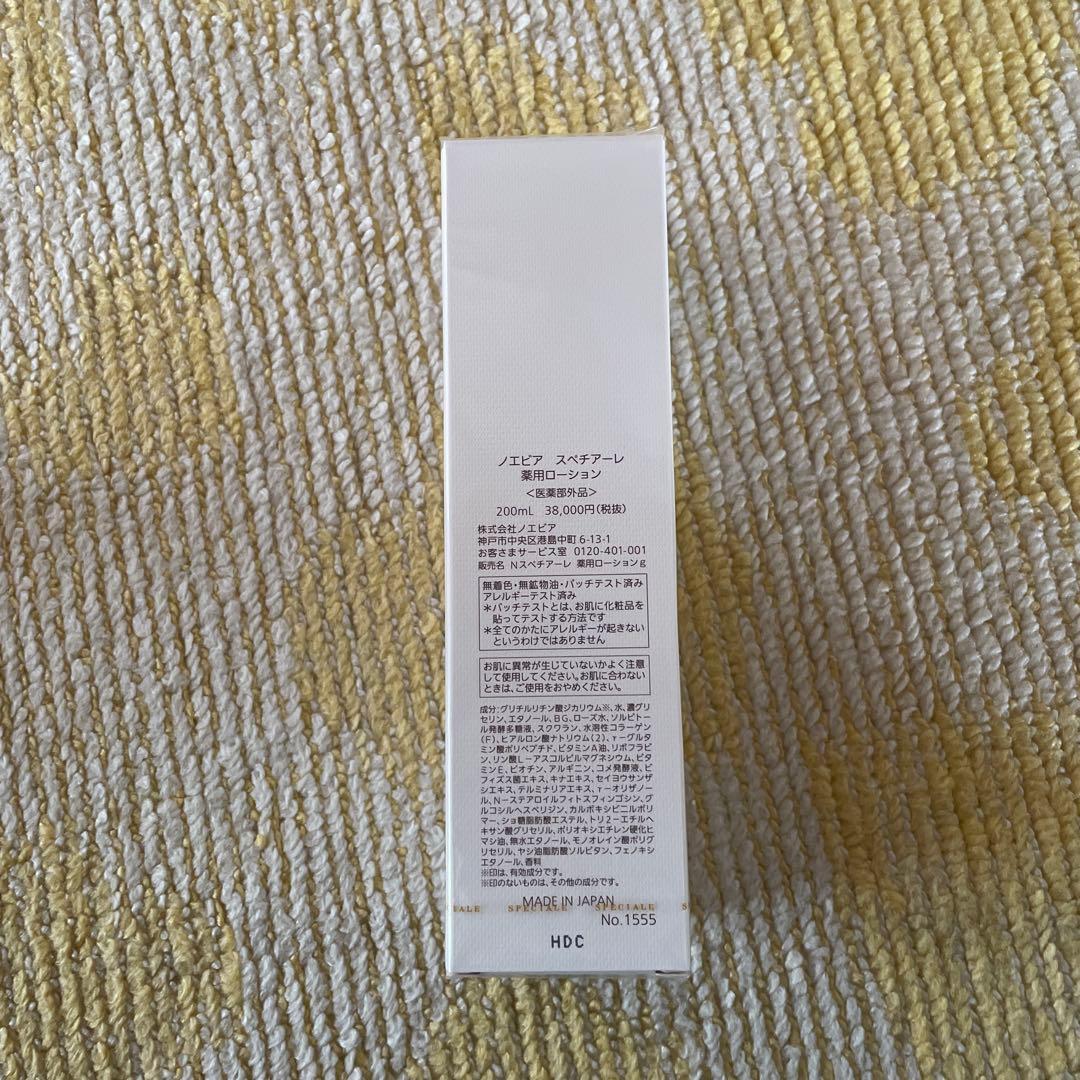 ノエビア　スペチアーレ
薬用ローション
<医薬部外品>
200mL　38,000円(税抜)
株式会社ノエビア
神戸市中央区港島中町 6-13-1
お客さまサービス室　0120-401-001
販売名　Nスペチアーレ　薬用ローションg
無着色・無鉱物油・パッチテスト済み
アレルギーテスト済み
＊パッチテストとは、お肌に化粧品を
貼ってテストする方法です
＊全てのかたにアレルギーが起きない
というわけではありません
お肌に異常が生じていないかよく注意
して使用してください。お肌に合わない
ときは、ご使用をおやめください。
成分:グリチルリチン酸ジカリウム※、水、濃グリ
セリン、エタノール、BG、ローズ水、ソルビトー
ル発酵多糖液、スクワラン、水溶性コラーゲン
(F)、ヒアルロン酸ナトリウム(2)、γ-グルタ
ミン酸ポリペプチド、ビタミンA油、リボフラビ
ン、リン酸L-アスコルビルマグネシウム、ビタ
ミンE、ビオチン、アルギニン、コメ発酵液、ビ
フィズス菌エキス、キナエキス、セイヨウサンザ
シエキス、テルミナリアエキス、γ-オリザノー
ル、N-ステアロイルフィトスフィンゴシン、グル
コシルヘスペリジン、カルボキシビニルポリ
マー、ショ糖脂肪酸エステル、トリ2-エチルヘ
キサン酸グリセリル、ポリオキシエチレン硬化ヒ
マシ油、無水エタノール、モノオレイン酸ポリグ
リセリル、ヤシ油脂肪酸ソルビタン、フェノキシ
エタノール、香料
※印は、有効成分です。
※印のないものは、その他の成分です。
MADE IN JAPAN
IALE SPECIALE SPECIALE S
No.1555
HDC